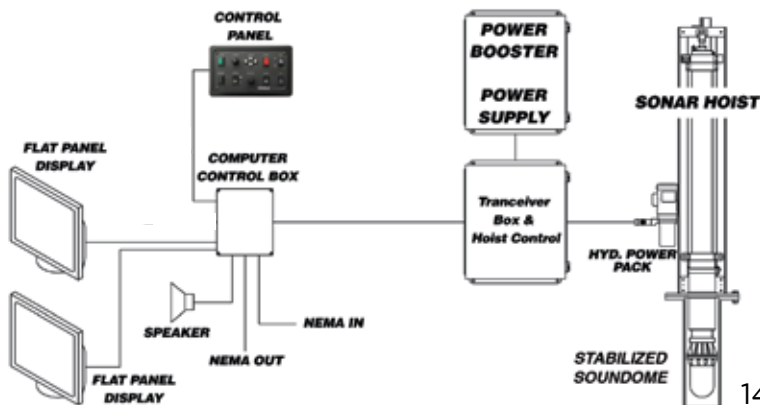 CONTROL
PANEL
POWER
BOOSTER
POWER
SUPPLY
SONAR HOIST
FLAT PANEL
DISPLAY
COMPUTER
CONTROL BOX
Tranceiver
Box &
Hoist Control
HYD. POWER
PACK
SPEAKER
NEMA IN
NEMA OUT
FLAT PANEL
DISPLAY
STABILIZED
SOUNDOME
14